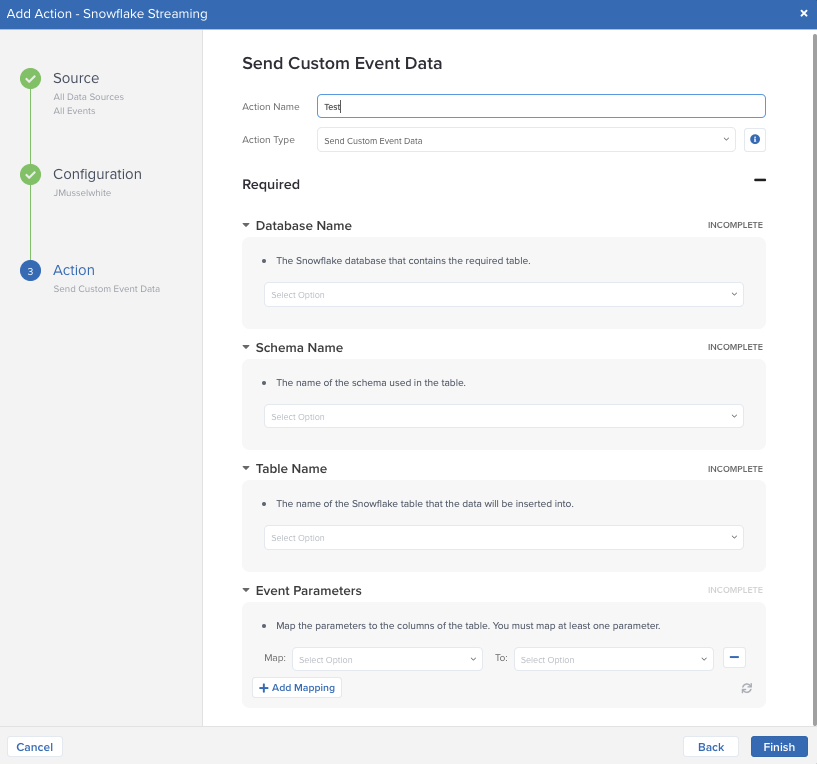 Add Action - Snowflake Streaming
×
Source
All Data Sources
All Events
Configuration
JMusselwhite
3
Action
Send Custom Event Data
Send Custom Event Data
Action Name
Test
Action Type
Send Custom Event Data
Required
Database Name
INCOMPLETE
• The Snowflake database that contains the required table.
Select Option
Schema Name
INCOMPLETE
• The name of the schema used in the table.
Select Option
Table Name
INCOMPLETE
• The name of the Snowflake table that the data will be inserted into.
Select Option
Event Parameters
INCOMPLETE
• Map the parameters to the columns of the table. You must map at least one parameter.
Map: Select Option To: Select Option
+ Add Mapping
Cancel
Back
Finish